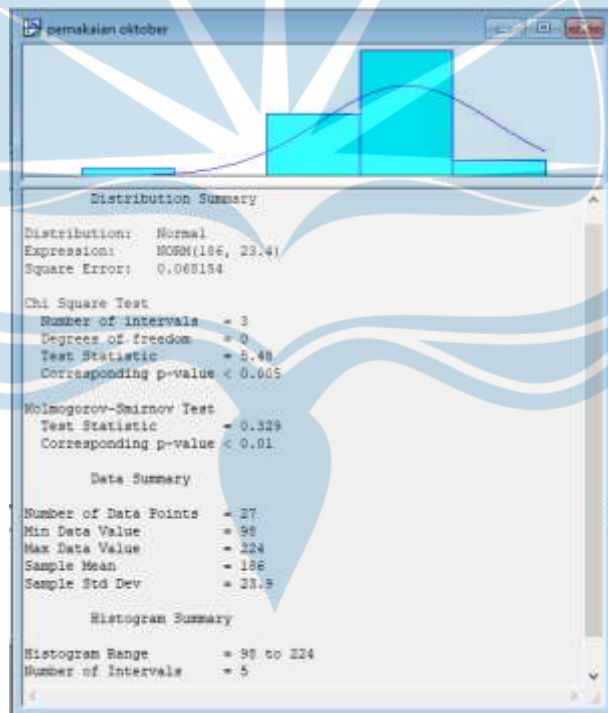 pemakaian oktober
Distribution Summary
Distribution: Normal
Expression: NORM(186, 23.4)
Square Error: 0.068154
Chi Square Test
Number of intervals = 3
Degrees of freedom = 0
Test Statistic = 5.48
Corresponding p-value < 0.005
Kolmogorov-Smirnov Test
Test Statistic = 0.329
Corresponding p-value < 0.01
Data Summary
Number of Data Points = 27
Min Data Value = 98
Max Data Value = 224
Sample Mean = 186
Sample Std Dev = 23.9
Histogram Summary
Histogram Range = 98 to 224
Number of Intervals = 5